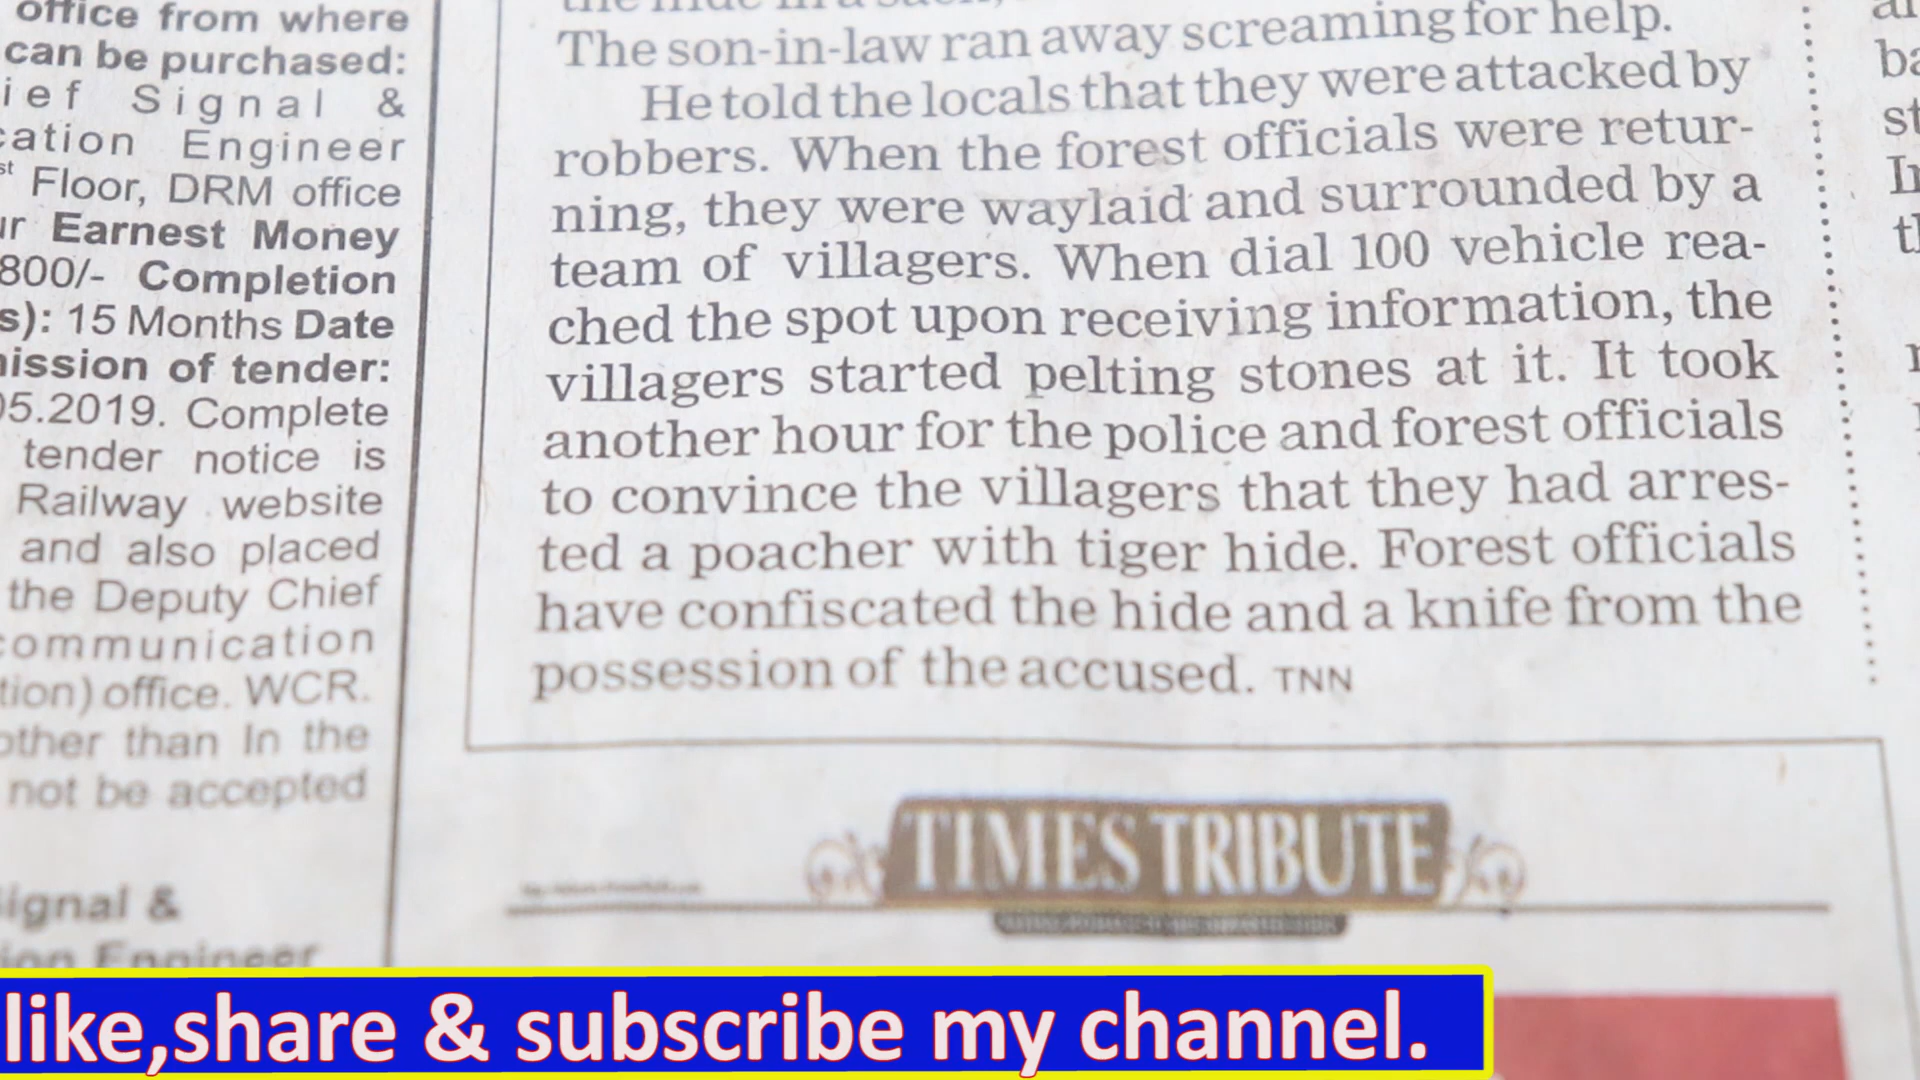 office from where
can be purchased:
ief Signal &
cation Engineer
st Floor, DRM office
ur Earnest Money
800/- Completion
s): 15 Months Date
nission of tender:
05.2019. Complete
tender notice is
Railway website
and also placed
the Deputy Chief
communication
tion) office. WCR.
other than In the
not be accepted
ignal &
ion Engineer
The son-in-law ran away screaming for help.
He told the locals that they were attacked by
robbers. When the forest officials were retur-
ning, they were waylaid and surrounded by a
team of villagers. When dial 100 vehicle rea-
ched the spot upon receiving information, the
villagers started pelting stones at it. It took
another hour for the police and forest officials
to convince the villagers that they had arres-
ted a poacher with tiger hide. Forest officials
have confiscated the hide and a knife from the
possession of the accused. TNN
TIMES TRIBUTE
like,share & subscribe my channel.